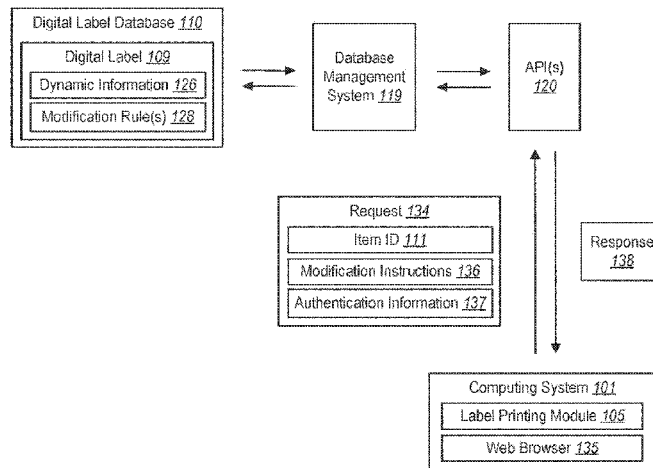 Digital Label Database 110
Digital Label 109
Dynamic Information 126
Modification Rule(s) 128
Database
Management
System 119
API(s)
120
Request 134
Item ID 111
Modification Instructions 136
Authentication Information 137
Response
138
Computing System 101
Label Printing Module 105
Web Browser 135